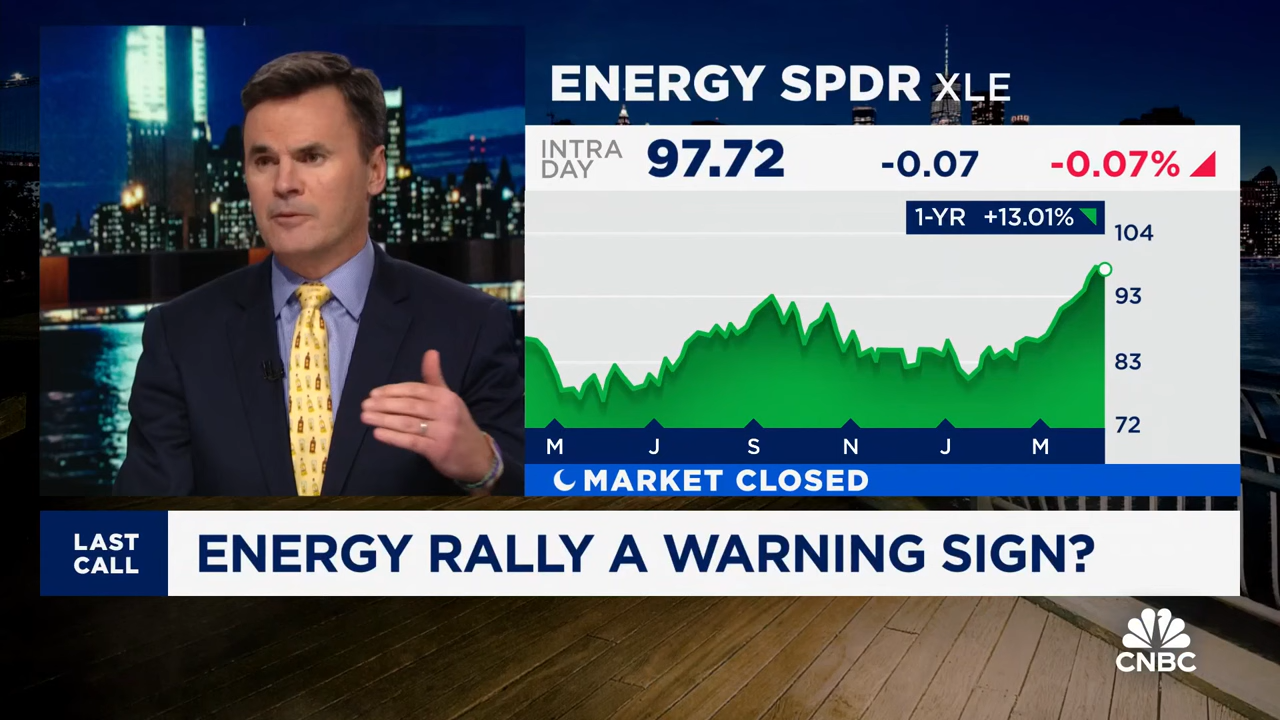 ENERGY SPDR XLE
INTRA
DAY
97.72
-0.07
-0.07%
1-YR +13.01%
104
93
83
72
M J S N J M
MARKET CLOSED
LAST
CALL
ENERGY RALLY A WARNING SIGN?
CNBC